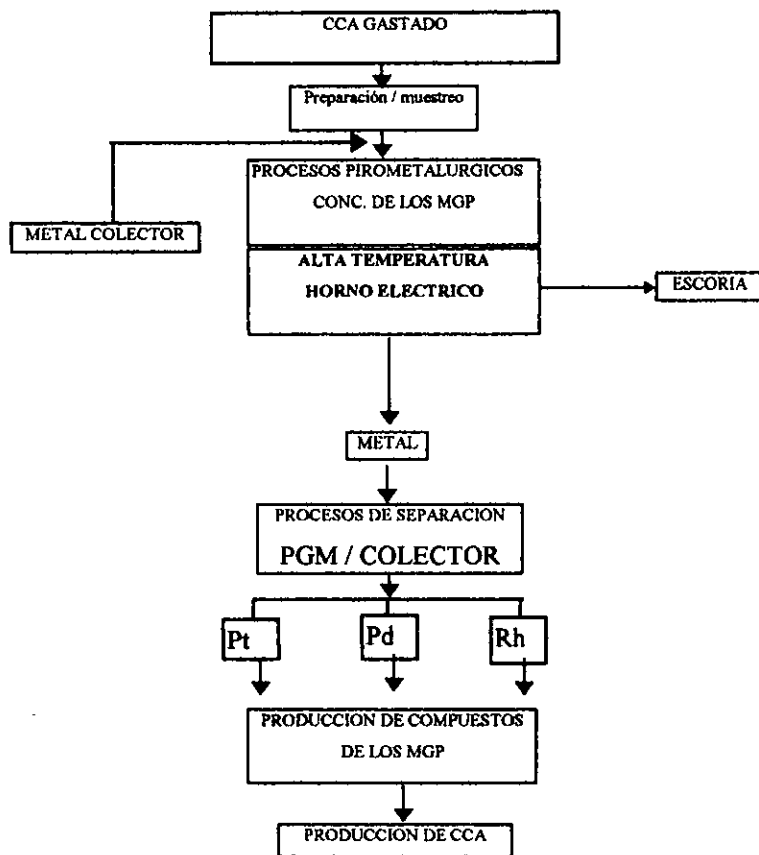 CCA GASTADO
Preparación / muestreo
PROCESOS PIROMETALURGICOS
CONC. DE LOS MGP
METAL COLECTOR
ALTA TEMPERATURA
HORNO ELECTRICO
ESCORIA
METAL
PROCESOS DE SEPARACION
PGM / COLECTOR
Pt
Pd
Rh
PRODUCCION DE COMPUESTOS
DE LOS MGP
PRODUCCION DE CCA